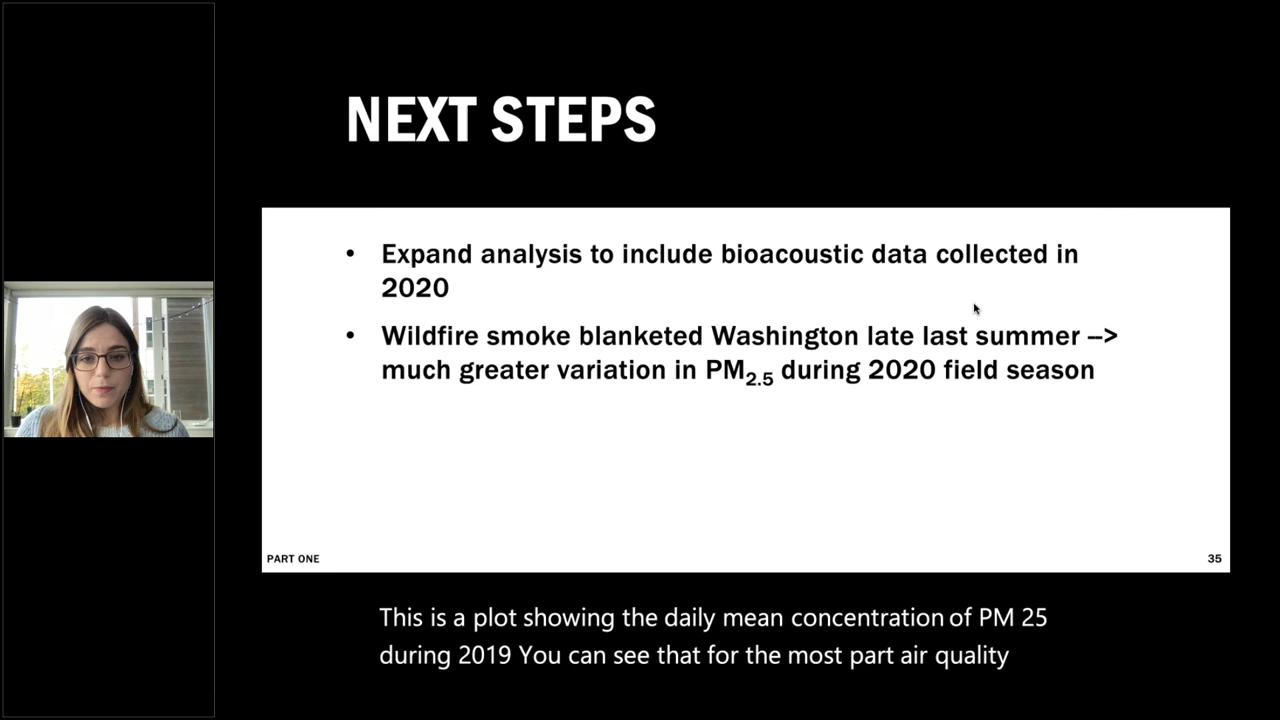 NEXT STEPS
• Expand analysis to include bioacoustic data collected in
2020
• Wildfire smoke blanketed Washington late last summer -->
much greater variation in PM2.5 during 2020 field season
PART ONE
35
This is a plot showing the daily mean concentration of PM 25
during 2019 You can see that for the most part air quality